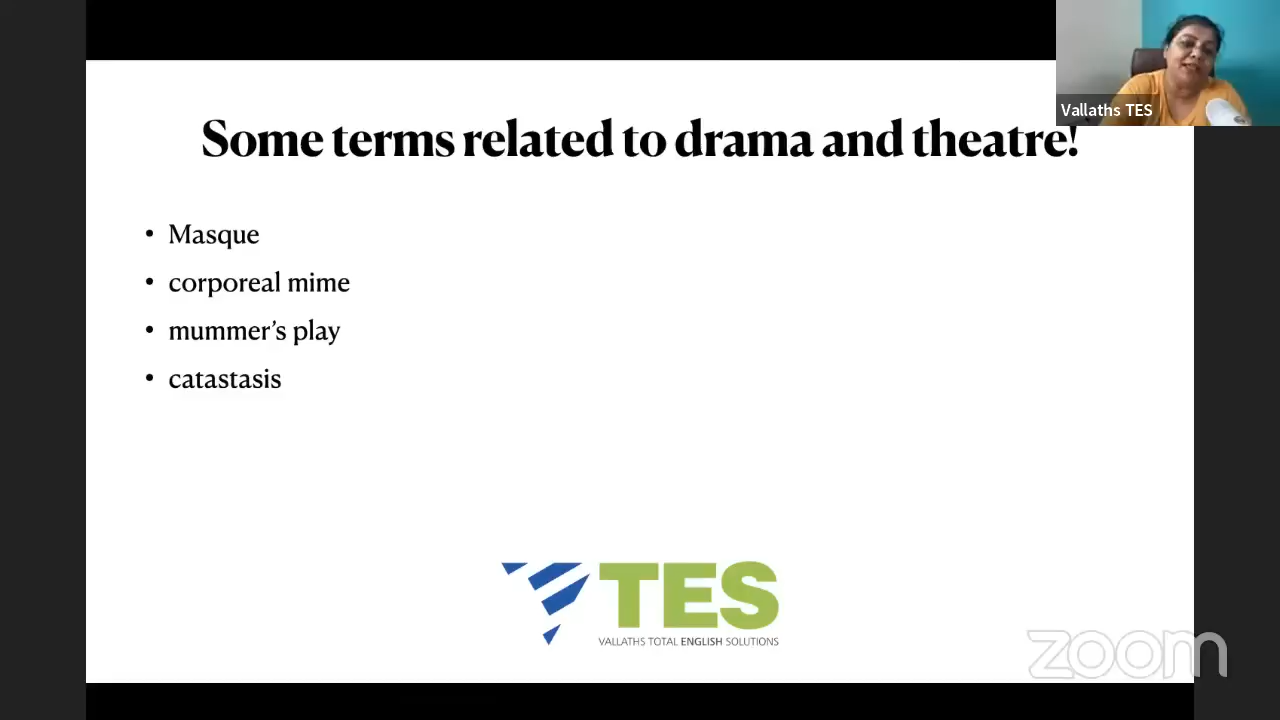 Vallaths TES
Some terms related to drama and theatre!
• Masque
• corporeal mime
• mummer’s play
• catastasis
TES
VALLATHS TOTAL ENGLISH SOLUTIONS
zoom